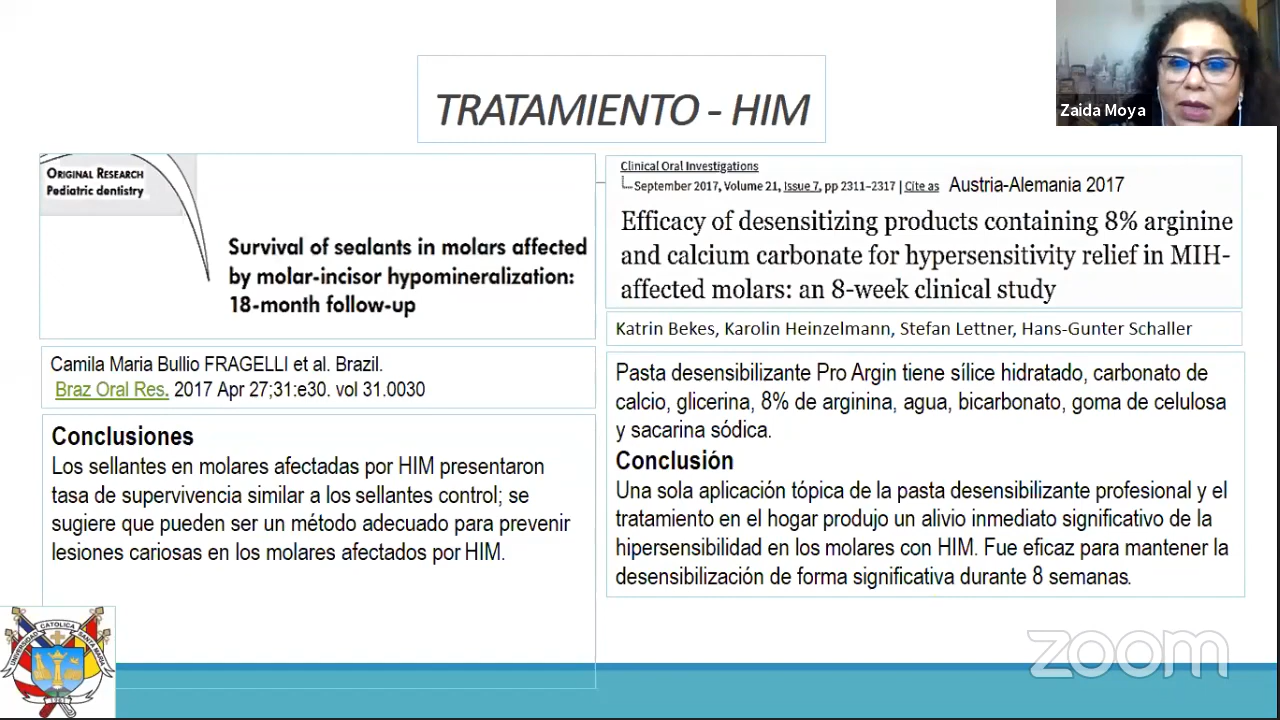 TRATAMIENTO - HIM
Zaida Moya
ORIGINAL RESEARCH
Pediatric dentistry
Survival of sealants in molars affected
by molar-incisor hypomineralization:
18-month follow-up
Camila Maria Bullio FRAGELLI et al. Brazil.
Braz Oral Res. 2017 Apr 27;31:e30. vol 31.0030
Conclusiones
Los sellantes en molares afectadas por HIM presentaron
tasa de supervivencia similar a los sellantes control; se
sugiere que pueden ser un método adecuado para prevenir
lesiones cariosas en los molares afectados por HIM.
Clinical Oral Investigations
September 2017, Volume 21, Issue 7, pp 2311–2317 | Cite as Austria-Alemania 2017
Efficacy of desensitizing products containing 8% arginine
and calcium carbonate for hypersensitivity relief in MIH-
affected molars: an 8-week clinical study
Katrin Bekes, Karolin Heinzelmann, Stefan Lettner, Hans-Gunter Schaller
Pasta desensibilizante Pro Argin tiene sílice hidratado, carbonato de
calcio, glicerina, 8% de arginina, agua, bicarbonato, goma de celulosa
y sacarina sódica.
Conclusión
Una sola aplicación tópica de la pasta desensibilizante profesional y el
tratamiento en el hogar produjo un alivio inmediato significativo de la
hipersensibilidad en los molares con HIM. Fue eficaz para mantener la
desensibilización de forma significativa durante 8 semanas.
UNIVERSIDAD CATOLICA SANTA MARIA
zoom